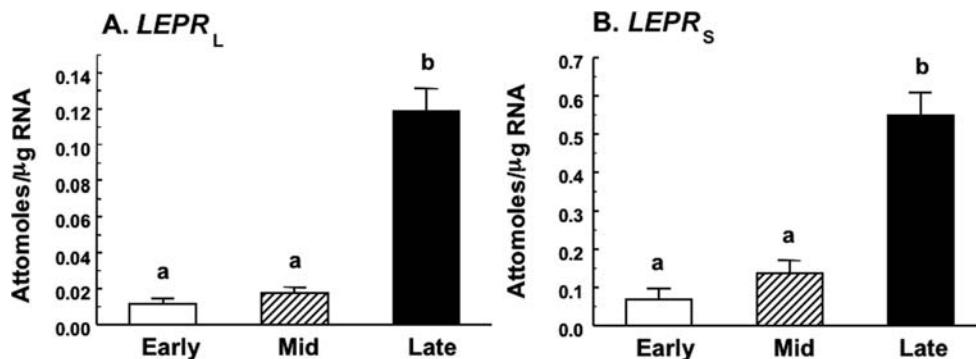 A. LEPR_L
Attomoles/µg RNA
0.14
0.12
0.10
0.08
0.06
0.04
0.02
0.00
a
a
b
Early
Mid
Late
B. LEPR_S
Attomoles/µg RNA
0.7
0.6
0.5
0.4
0.3
0.2
0.1
0.0
a
a
b
Early
Mid
Late